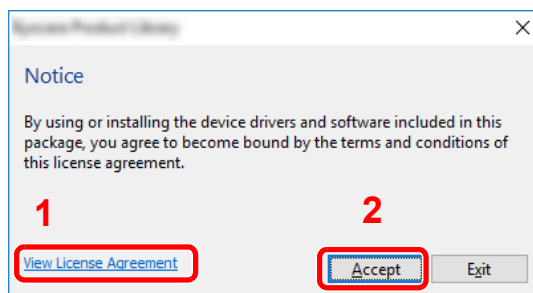 Notice
By using or installing the device drivers and software included in this
package, you agree to become bound by the terms and conditions of
this license agreement.
1
2
View License Agreement
Accept
Exit